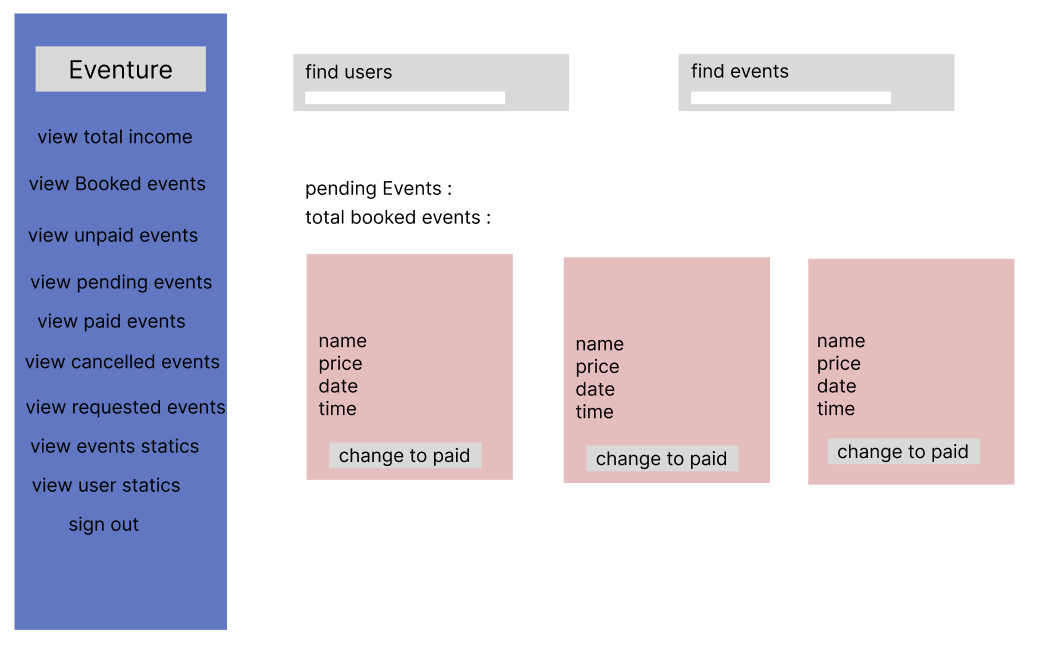 Eventure
view total income
view Booked events
view unpaid events
view pending events
view paid events
view cancelled events
view requested events
view events statics
view user statics
sign out
find users
find events
pending Events :
total booked events :
name
price
date
time
change to paid
name
price
date
time
change to paid
name
price
date
time
change to paid